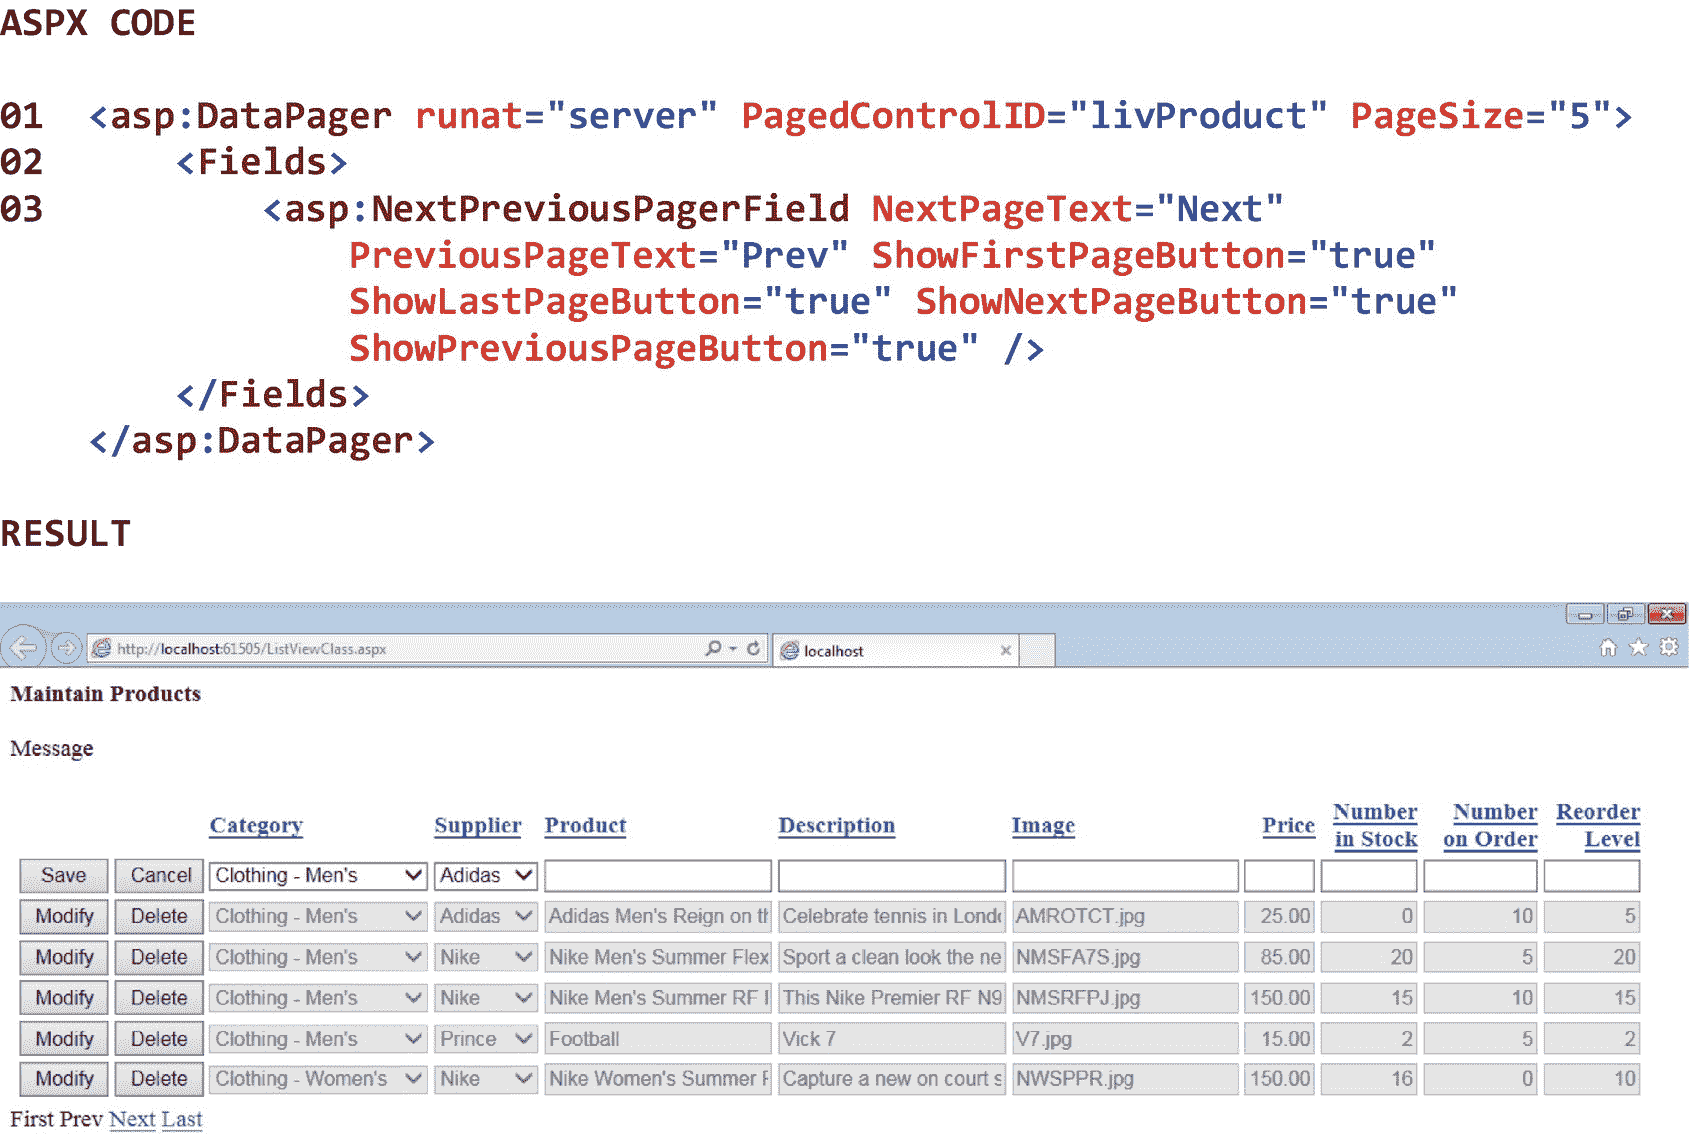 ASPX CODE
01 <asp:DataPager runat="server" PagedControlID="livProduct" PageSize="5">
02 <Fields>
03 <asp:NextPreviousPagerField NextPageText="Next"
PreviousPageText="Prev" ShowFirstPageButton="true"
ShowLastPageButton="true" ShowNextPageButton="true"
ShowPreviousPageButton="true" />
</Fields>
</asp:DataPager>
RESULT
http://localhost:61505/ListViewClass.aspx localhost
Maintain Products
Message
Category Supplier Product Description Image Price Number in Stock Number on Order Reorder Level
Save Cancel Clothing - Men's Adidas
Modify Delete Clothing - Men's Adidas Adidas Men's Reign on th Celebrate tennis in Londo AMROTCT.jpg 25.00 0 10 5
Modify Delete Clothing - Men's Nike Nike Men's Summer Flex Sport a clean look the ne NMSFA7S.jpg 85.00 20 5 20
Modify Delete Clothing - Men's Nike Nike Men's Summer RF This Nike Premier RF N9 NMSRFPJ.jpg 150.00 15 10 15
Modify Delete Clothing - Men's Prince Football Vick 7 V7.jpg 15.00 2 5 2
Modify Delete Clothing - Women's Nike Nike Women's Summer Capture a new on court s NWSPPR.jpg 150.00 16 0 10
First Prev Next Last